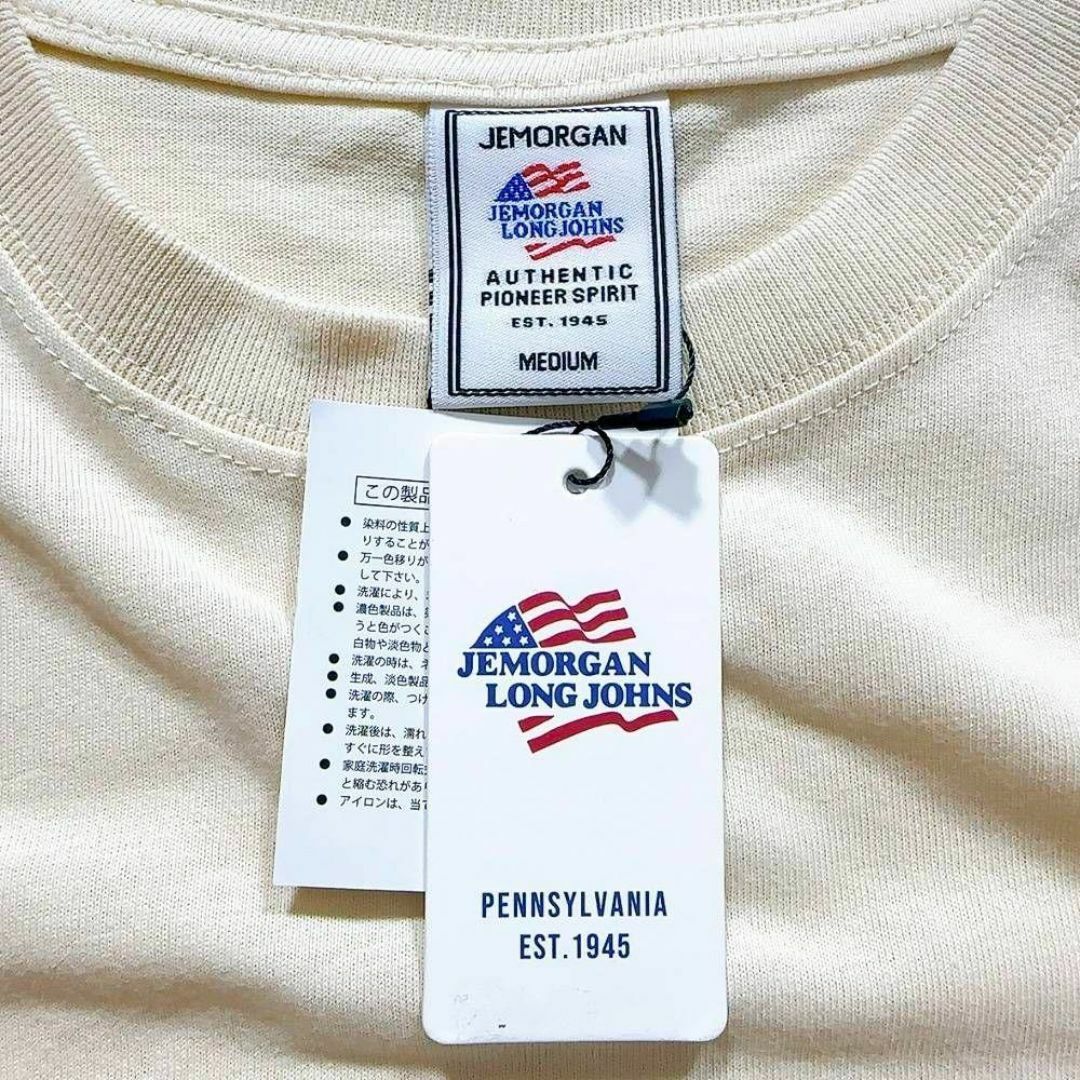 JEMORGAN
JEMORGAN
LONG JOHNS
AUTHENTIC
PIONEER SPIRIT
EST. 1945
MEDIUM
この製品
● 染料の性質上
りすることが
● 万一色移りが
して下さい。
● 洗濯により、
● 濃色製品は、
うと色がつくこ
白物や淡色物と
● 洗濯の時は、ネ
● 生成、淡色製品
● 洗濯の際、つけ
ます。
● 洗濯後は、濡れ
すぐに形を整え
● 家庭洗濯時回転
と縮む恐れがあり
● アイロンは、当て
JEMORGAN
LONG JOHNS
PENNSYLVANIA
EST.1945